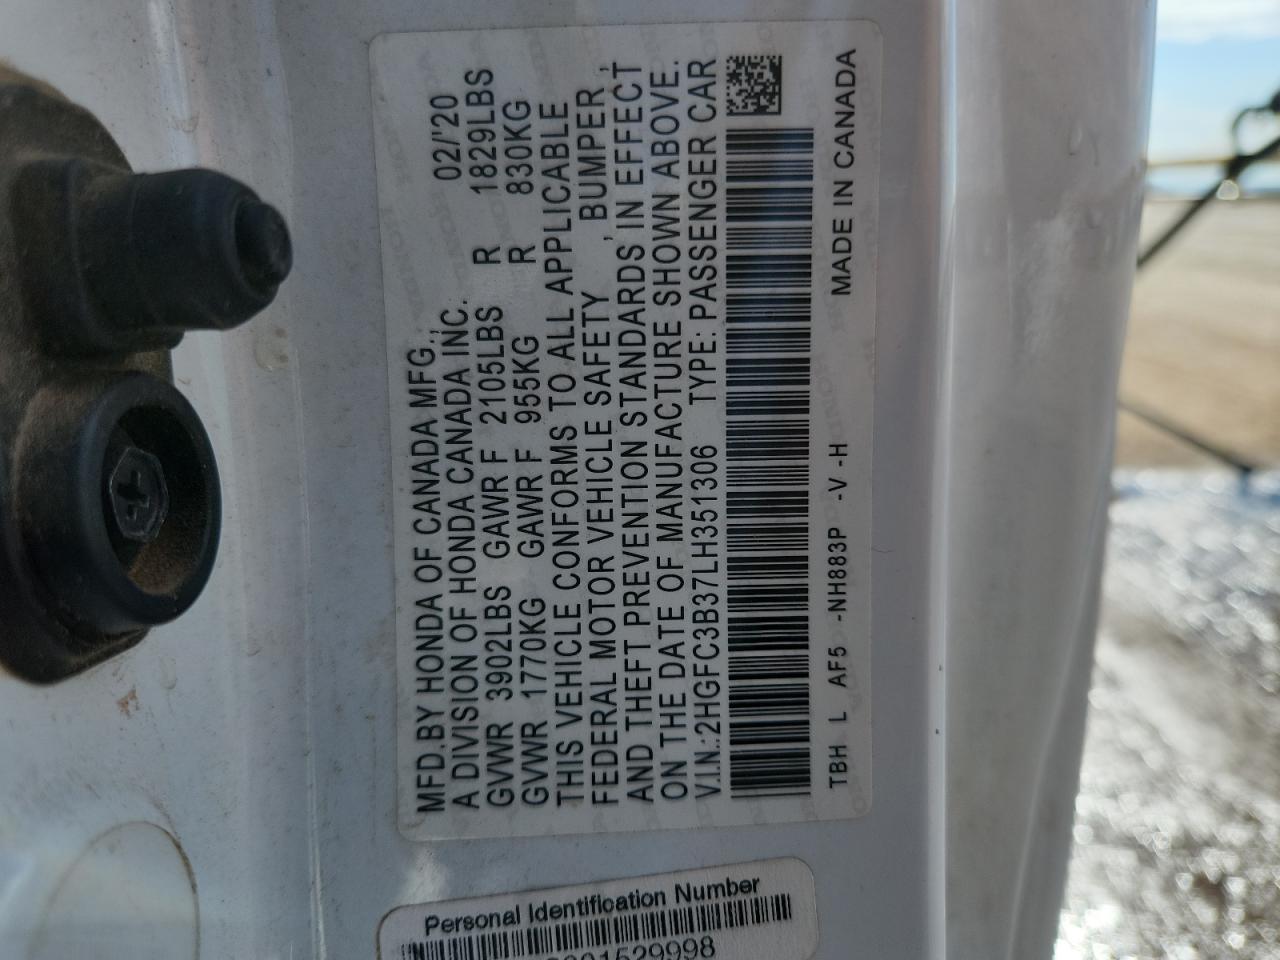 MFD.BY HONDA OF CANADA MFG., 02/'20
A DIVISION OF HONDA CANADA INC.
GVWR 3902LBS GAWR F 2105LBS R 1829LBS
GVWR 1770KG GAWR F 955KG R 830KG
THIS VEHICLE CONFORMS TO ALL APPLICABLE
FEDERAL MOTOR VEHICLE SAFETY , BUMPER ,
AND THEFT PREVENTION STANDARDS IN EFFECT
ON THE DATE OF MANUFACTURE SHOWN ABOVE.
V.I.N.:2HGFC3B37LH351306 TYPE: PASSENGER CAR
TBH L AF5 -NH883P -V -H MADE IN CANADA
Personal Identification Number